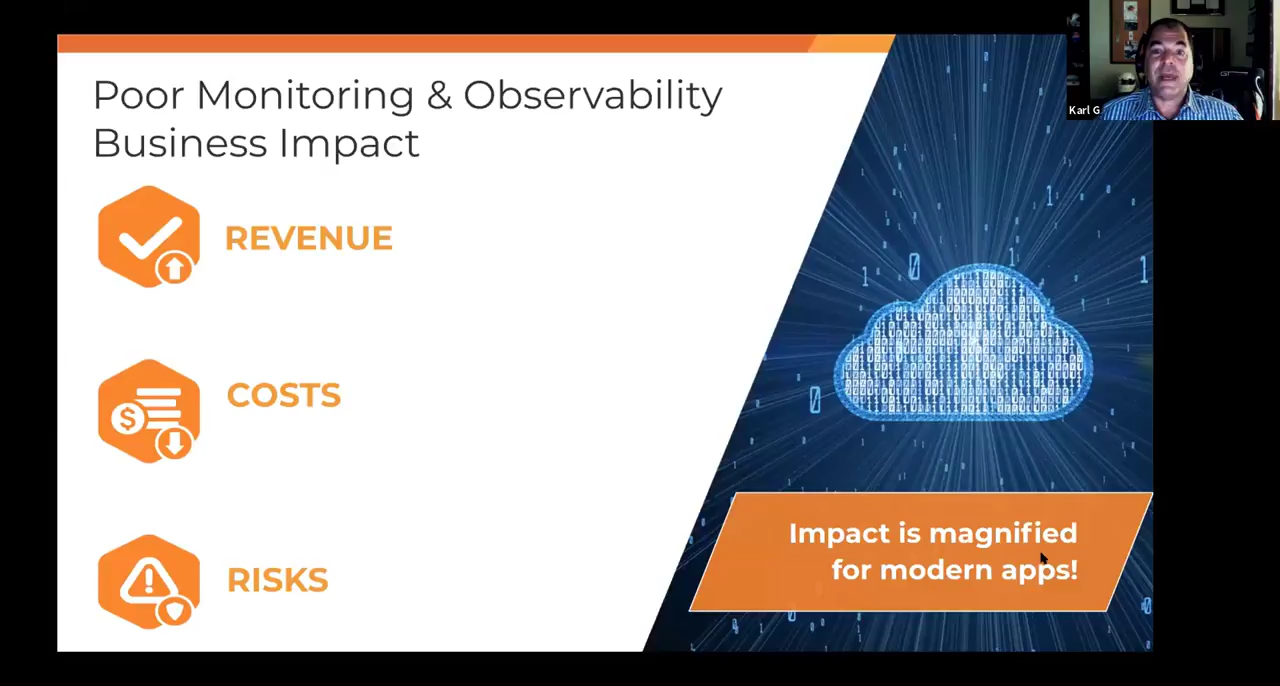 Poor Monitoring & Observability
Business Impact
REVENUE
COSTS
RISKS
Impact is magnified
for modern apps!
Karl G